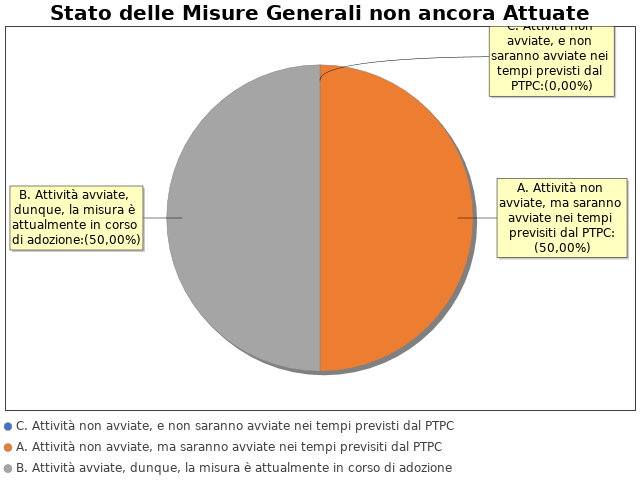 Stato delle Misure Generali non ancora Attuate
C. Attività non
avviate, e non
saranno avviate nei
tempi previsti dal
PTPC:(0,00%)
B. Attività avviate,
dunque, la misura è
attualmente in corso
di adozione:(50,00%)
A. Attività non
avviate, ma saranno
avviate nei tempi
previsiti dal PTPC:
(50,00%)
C. Attività non avviate, e non saranno avviate nei tempi previsti dal PTPC
A. Attività non avviate, ma saranno avviate nei tempi previsiti dal PTPC
B. Attività avviate, dunque, la misura è attualmente in corso di adozione